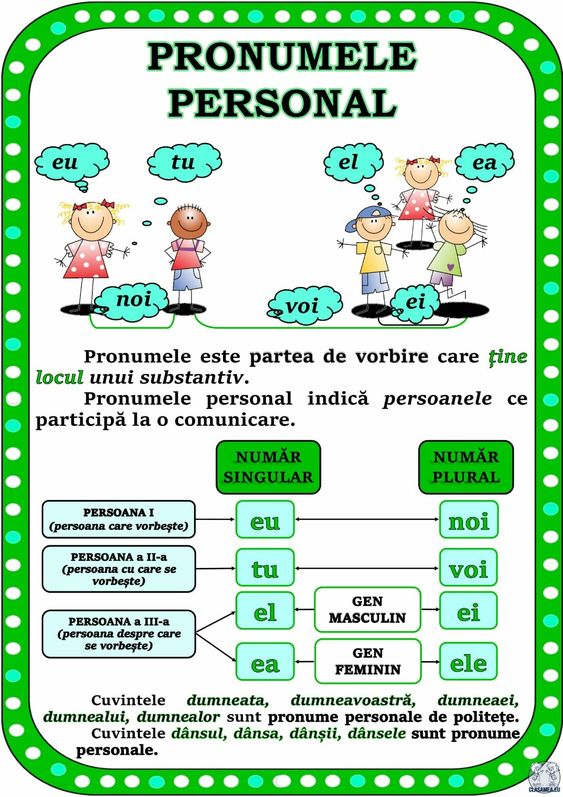 PRONUMELE
PERSONAL
eu
tu
el
ea
noi
voi
ei
Pronumele este partea de vorbire care ține
locul unui substantiv.
Pronumele personal indică persoanele ce
participă la o comunicare.
NUMĂR
SINGULAR
NUMĂR
PLURAL
PERSOANA I
(persoana care vorbește)
eu
noi
PERSOANA a II-a
(persoana cu care se
vorbește)
tu
voi
PERSOANA a III-a
(persoana despre care
se vorbește)
el
GEN
MASCULIN
ei
ea
GEN
FEMININ
ele
Cuvintele dumneata, dumneavoastră, dumneaei,
dumnealui, dumnealor sunt pronume personale de politețe.
Cuvintele dânsul, dânsa, dânșii, dânsele sunt pronume
personale.
CLASAMEA.EU